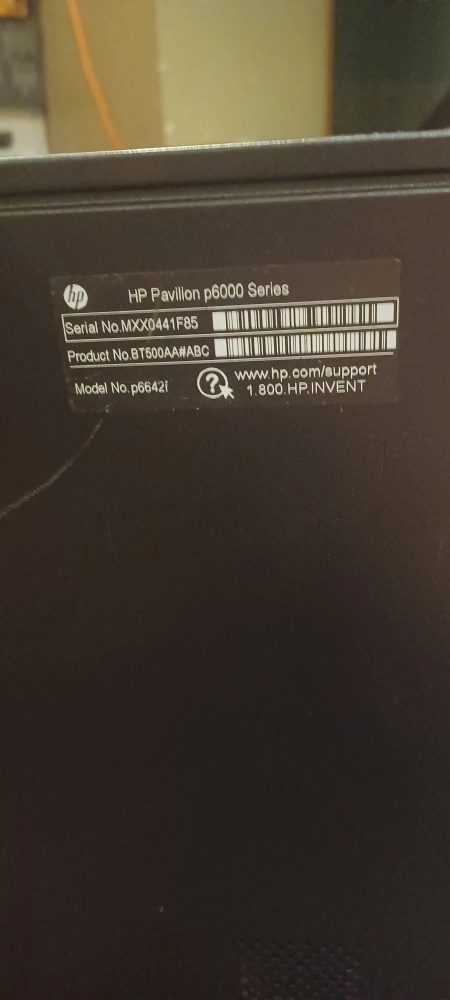 hp
HP Pavilion p6000 Series
Serial No.MXX0441F85
Product No.BT500AA#ABC
Model No.p6642f
?
www.hp.com/support
1.800.HP.INVENT